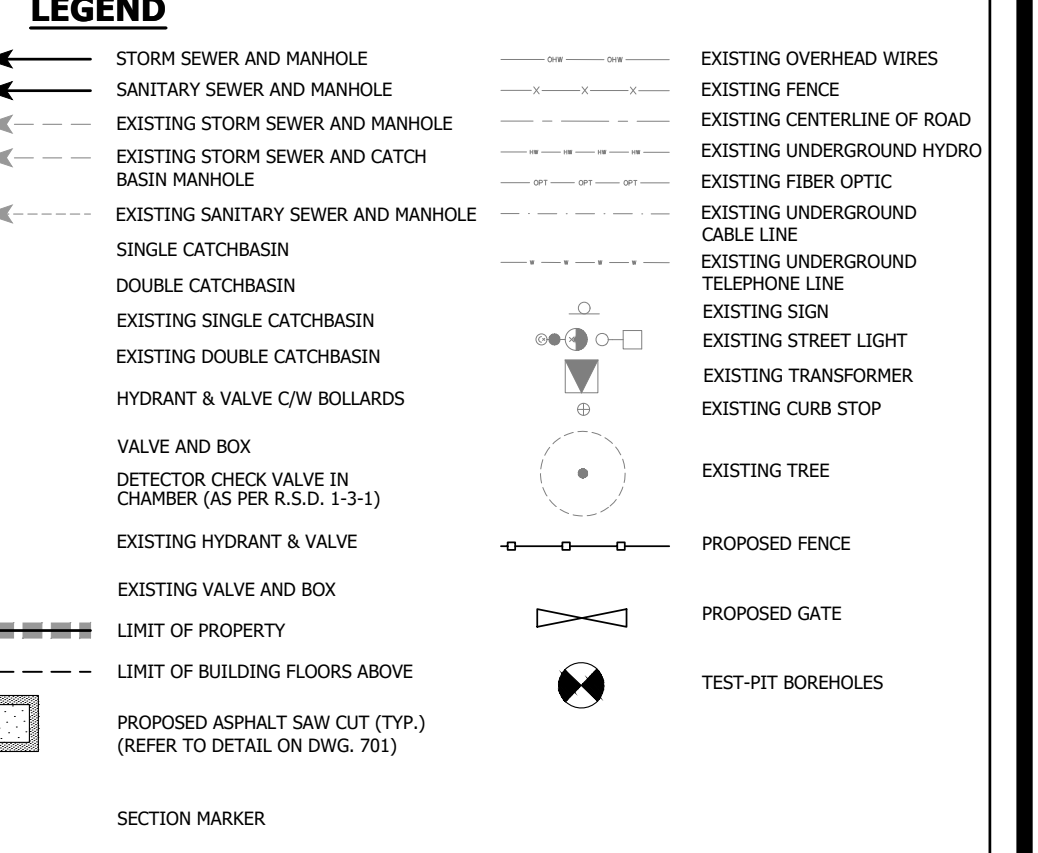 LEGEND
STORM SEWER AND MANHOLE
SANITARY SEWER AND MANHOLE
EXISTING STORM SEWER AND MANHOLE
EXISTING STORM SEWER AND CATCH
BASIN MANHOLE
EXISTING SANITARY SEWER AND MANHOLE
SINGLE CATCHBASIN
DOUBLE CATCHBASIN
EXISTING SINGLE CATCHBASIN
EXISTING DOUBLE CATCHBASIN
HYDRANT & VALVE C/W BOLLARDS
VALVE AND BOX
DETECTOR CHECK VALVE IN
CHAMBER (AS PER R.S.D. 1-3-1)
EXISTING HYDRANT & VALVE
EXISTING VALVE AND BOX
LIMIT OF PROPERTY
LIMIT OF BUILDING FLOORS ABOVE
PROPOSED ASPHALT SAW CUT (TYP.)
(REFER TO DETAIL ON DWG. 701)
SECTION MARKER
OHW OHW EXISTING OVERHEAD WIRES
X X X EXISTING FENCE
EXISTING CENTERLINE OF ROAD
HW HW HW HW EXISTING UNDERGROUND HYDRO
OPT OPT OPT EXISTING FIBER OPTIC
EXISTING UNDERGROUND
CABLE LINE
W W W W EXISTING UNDERGROUND
TELEPHONE LINE
EXISTING SIGN
EXISTING STREET LIGHT
EXISTING TRANSFORMER
EXISTING CURB STOP
EXISTING TREE
PROPOSED FENCE
PROPOSED GATE
TEST-PIT BOREHOLES